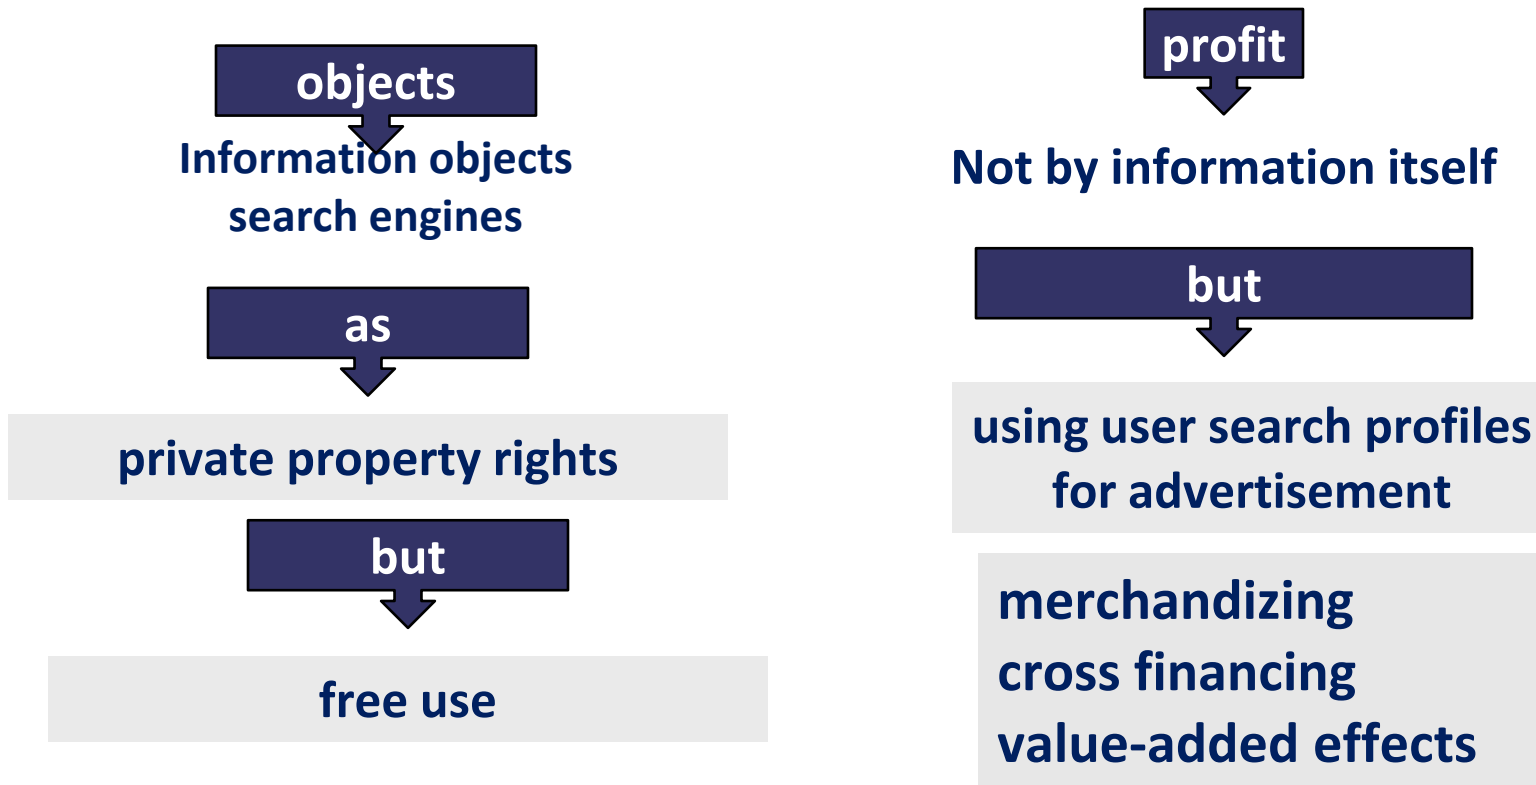 objects
Information objects
search engines
as
private property rights
but
free use
profit
Not by information itself
but
using user search profiles
for advertisement
merchandizing
cross financing
value-added effects